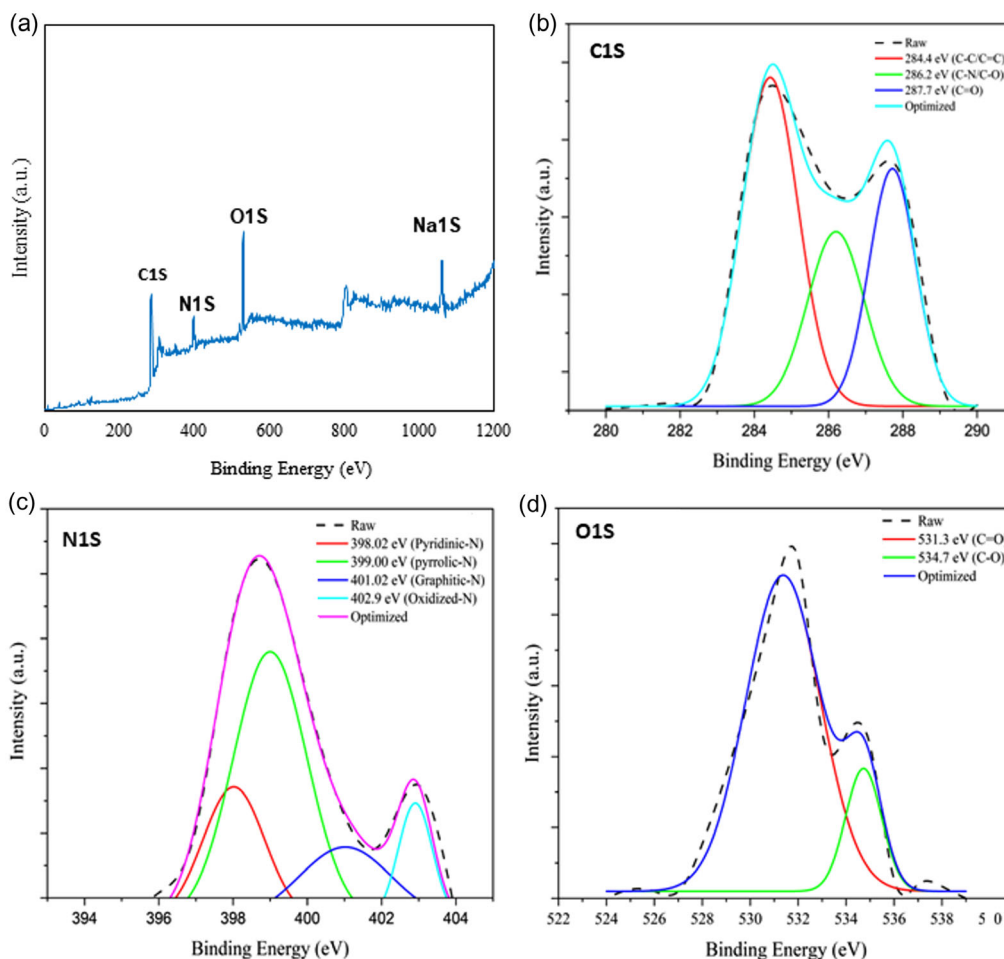 (a)
Intensity (a.u.)
C1S
N1S
O1S
Na1S
0
200
400
600
800
1000
1200
Binding Energy (eV)
(b)
C1S
Raw
284.4 eV (C-C/C=C)
286.2 eV (C-N/C-O)
287.7 eV (C=O)
Optimized
Intensity (a.u.)
280
282
284
286
288
290
Binding Energy (eV)
(c)
N1S
Raw
398.02 eV (Pyridinic-N)
399.00 eV (pyrrolic-N)
401.02 eV (Graphitic-N)
402.9 eV (Oxidized-N)
Optimized
Intensity (a.u.)
394
396
398
400
402
404
Binding Energy (eV)
(d)
O1S
Raw
531.3 eV (C=O)
534.7 eV (C-O)
Optimized
Intensity (a.u.)
522
524
526
528
530
532
534
536
538
5 0
Binding Energy (eV)